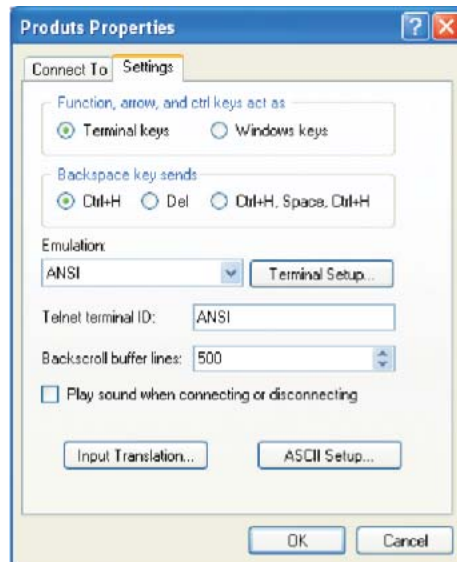 Produts Properties
Connect To Settings
Function, arrow, and ctrl keys act as
Terminal keys Windows keys
Backspace key sends
Ctrl+H Del Ctrl+H, Space, Ctrl+H
Emulation:
ANSI Terminal Setup...
Telnet terminal ID: ANSI
Backscroll buffer lines: 500
Play sound when connecting or disconnecting
Input Translation... ASCII Setup...
OK Cancel